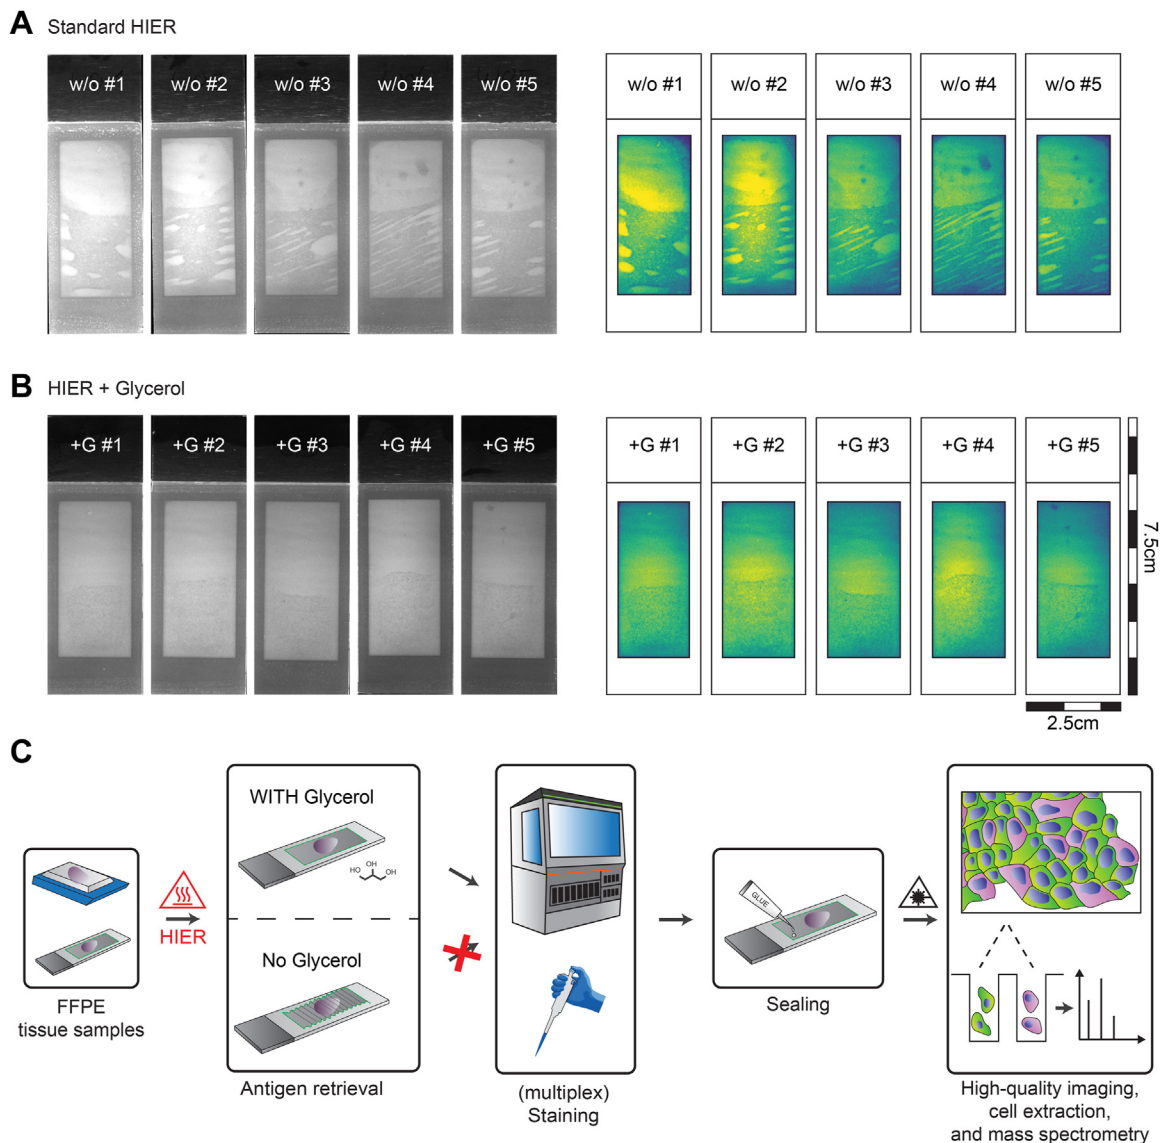 A Standard HIER
w/o #1 w/o #2 w/o #3 w/o #4 w/o #5
w/o #1 w/o #2 w/o #3 w/o #4 w/o #5
B HIER + Glycerol
+G #1 +G #2 +G #3 +G #4 +G #5
+G #1 +G #2 +G #3 +G #4 +G #5
7.5cm
2.5cm
C
FFPE
tissue samples
HIER
WITH Glycerol
HO
OH
OH
No Glycerol
Antigen retrieval
(multiplex)
Staining
GLUE
Sealing
High-quality imaging,
cell extraction,
and mass spectrometry